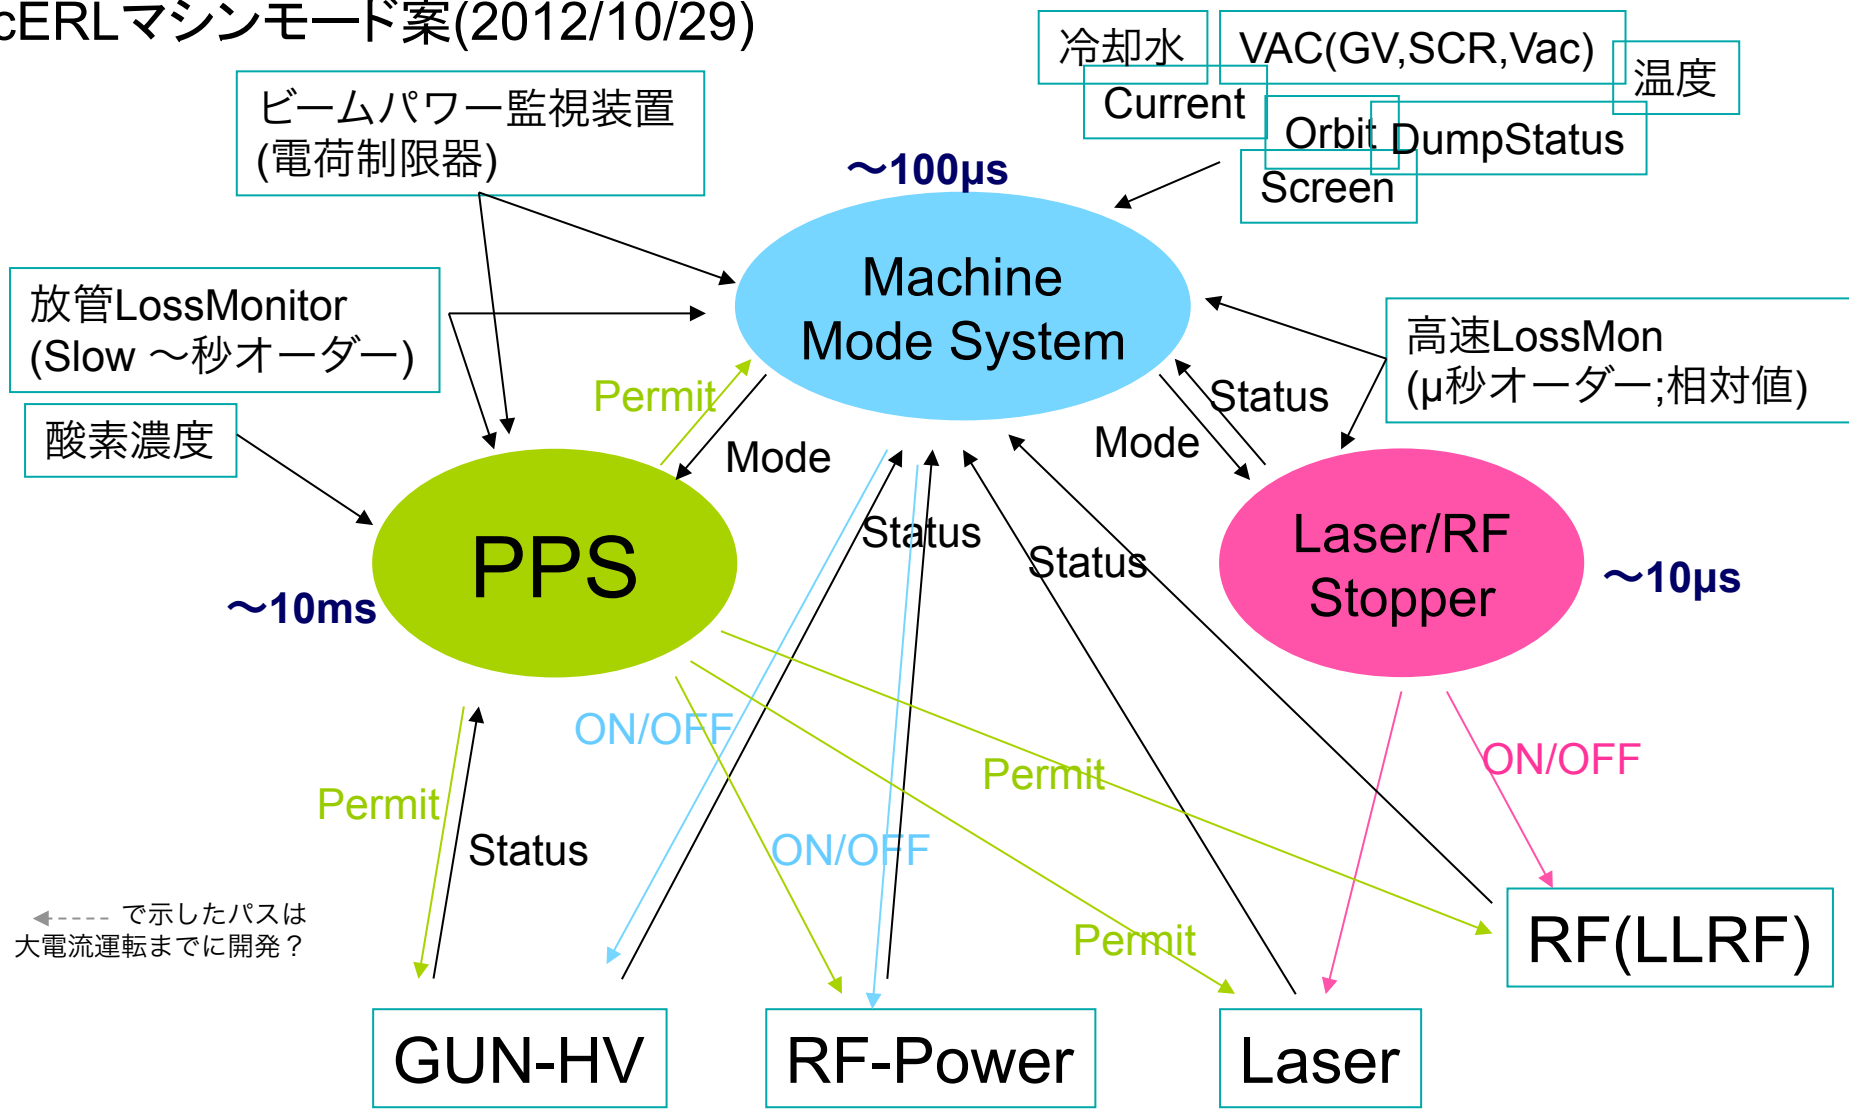 cERLマシンモード案(2012/10/29)
冷却水
VAC(GV,SCR,Vac)
温度
Current
Orbit
DumpStatus
Screen
ビームパワー監視装置
(電荷制限器)
～100μs
Machine
Mode System
放管LossMonitor
(Slow ～秒オーダー)
高速LossMon
(μ秒オーダー;相対値)
酸素濃度
Permit
Mode
Status
Mode
Status
Status
PPS
～10ms
Laser/RF
Stopper
～10μs
ON/OFF
ON/OFF
Permit
Permit
Status
ON/OFF
Permit
で示したパスは
大電流運転までに開発？
RF(LLRF)
GUN-HV
RF-Power
Laser